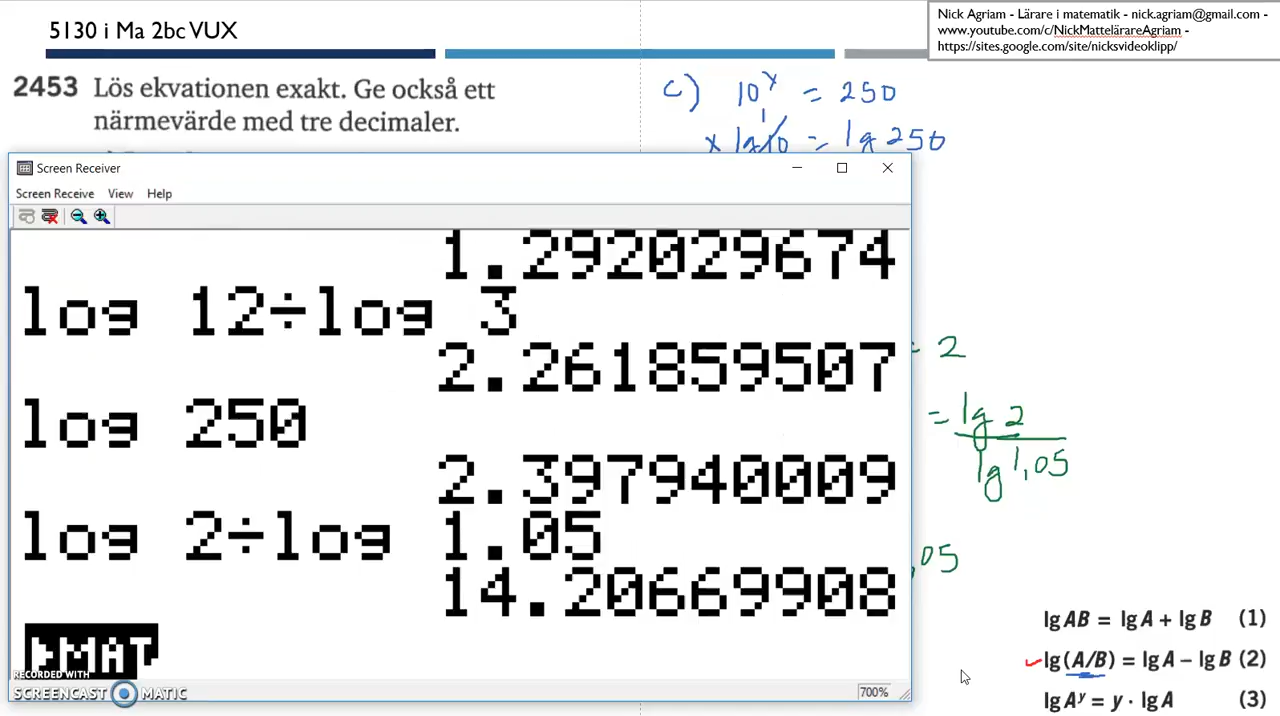 5130 i Ma 2bc VUX
Nick Agriam - Lärare i matematik - nick.agriam@gmail.com -
www.youtube.com/c/NickMattelärareAgriam -
https://sites.google.com/site/nicksvideoklipp/
2453 Lös ekvationen exakt. Ge också ett
närmevärde med tre decimaler.
c) 10^x = 250
x lg 10 = lg 250
1
Screen Receiver
Screen Receive View Help
1.292029674
log 12÷log 3
2.261859507
log 250
2.397940009
log 2÷log 1.05
14.20669908
▶MAT
RECORDED WITH
SCREENCAST MATIC
700%
= 2
= lg 2
lg 1,05
,05
lg AB = lg A + lg B (1)
lg(A/B) = lg A – lg B (2)
lg A^y = y · lg A (3)